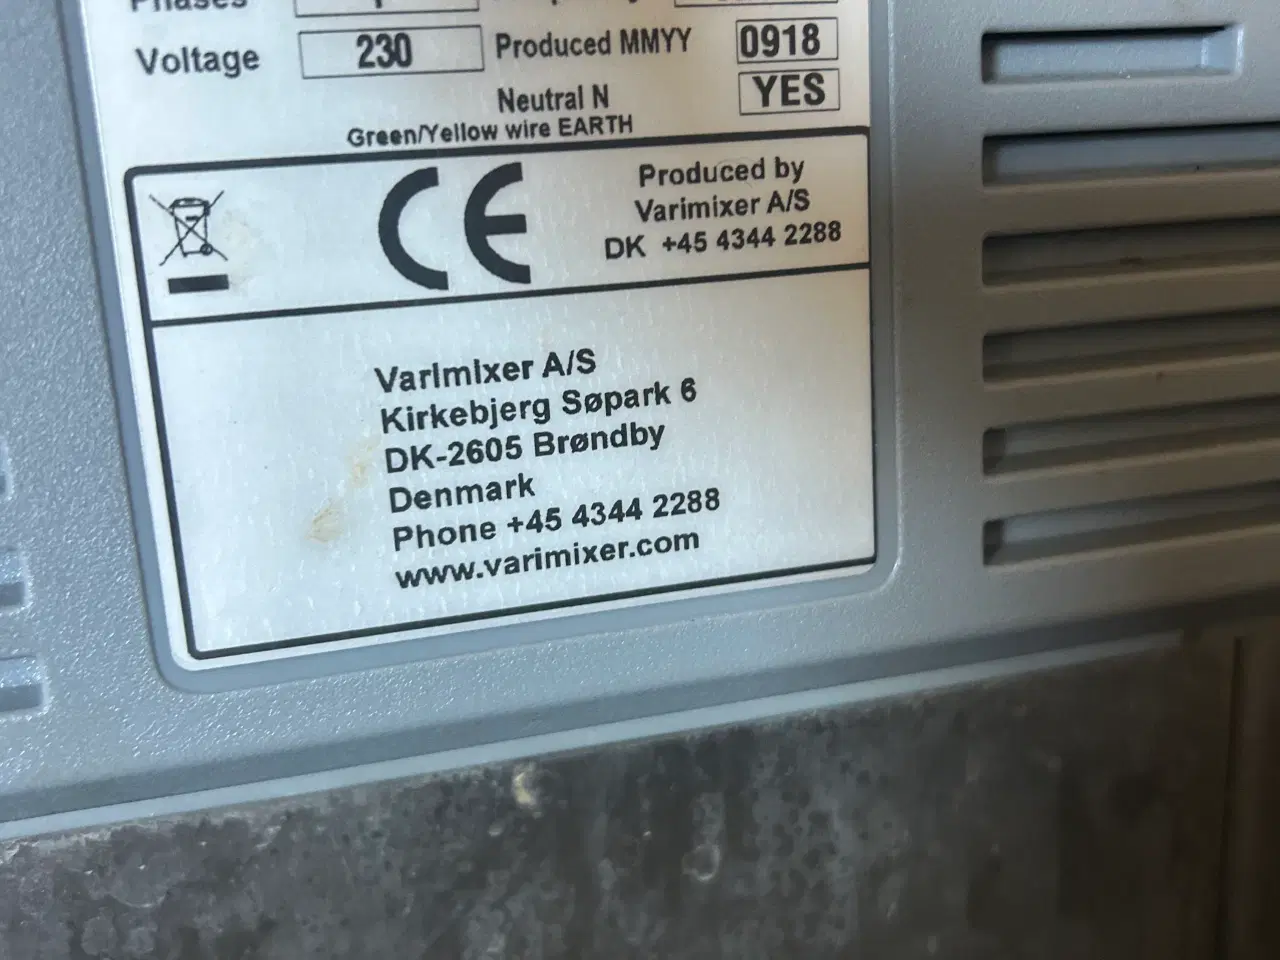 Phases
Voltage 230 Produced MMYY 0918
Neutral N YES
Green/Yellow wire EARTH
CE
Produced by
Varimixer A/S
DK +45 4344 2288
Varimixer A/S
Kirkebjerg Søpark 6
DK-2605 Brøndby
Denmark
Phone +45 4344 2288
www.varimixer.com